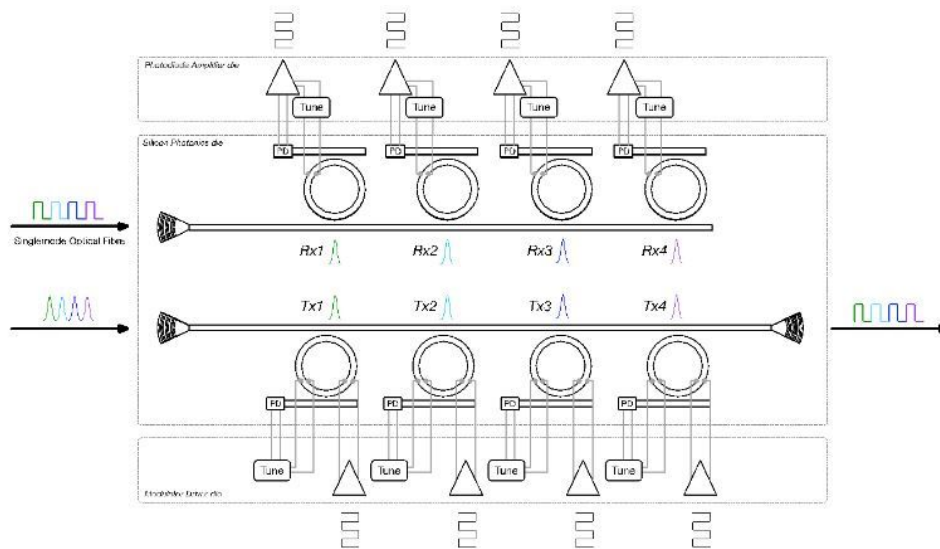 Photodiode Amplifier die
Tune Tune Tune Tune
Silicon Photonics die
PD PD PD PD
Singlemode Optical Fibre
Rx1 Rx2 Rx3 Rx4
Tx1 Tx2 Tx3 Tx4
PD PD PD PD
Tune Tune Tune Tune
Modulator Driver die